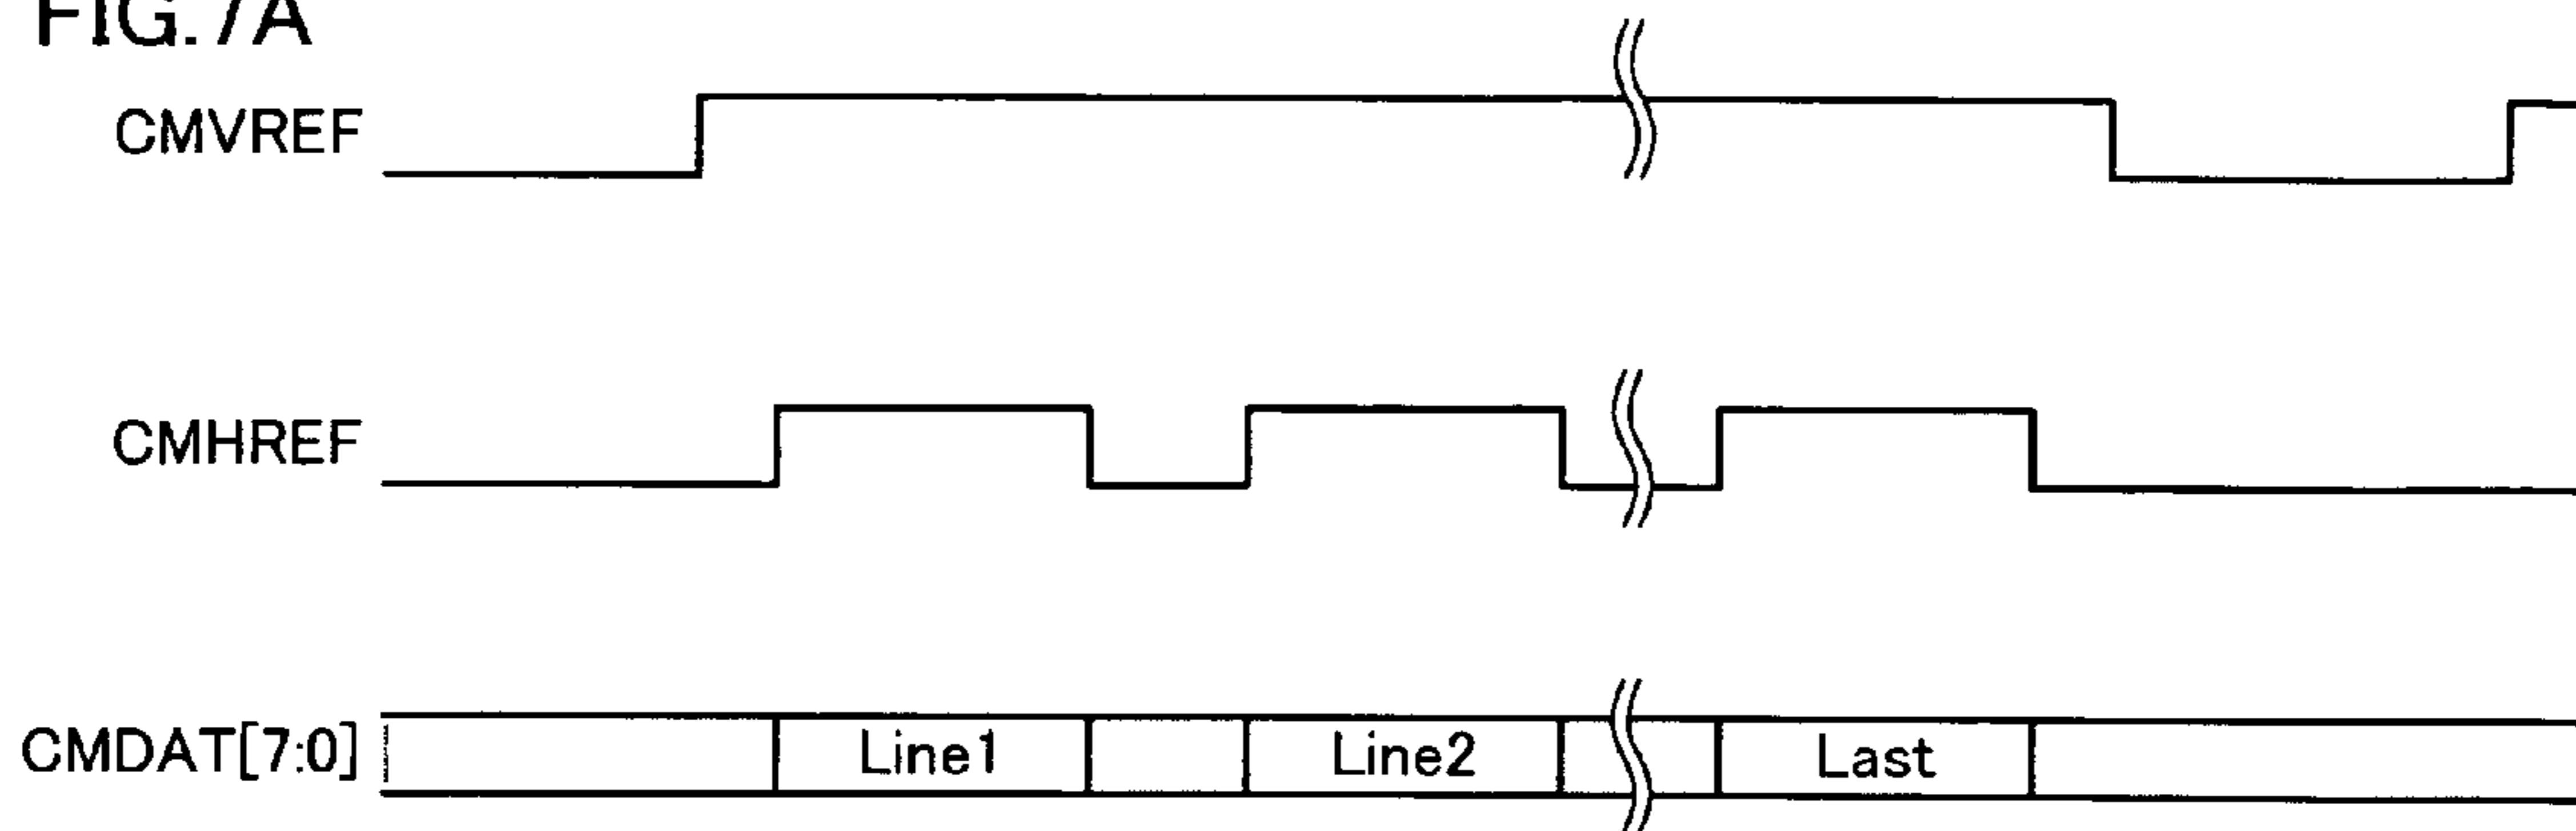 FIG. 7A
CMVREF
CMHREF
CMDAT[7:0]
Line1
Line2
Last